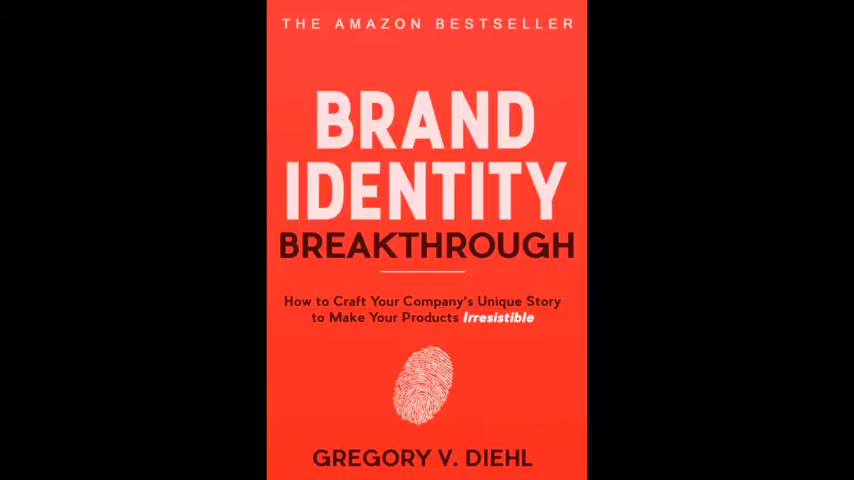 THE AMAZON BESTSELLER
BRAND
IDENTITY
BREAKTHROUGH
How to Craft Your Company's Unique Story
to Make Your Products Irresistible
GREGORY V. DIEHL